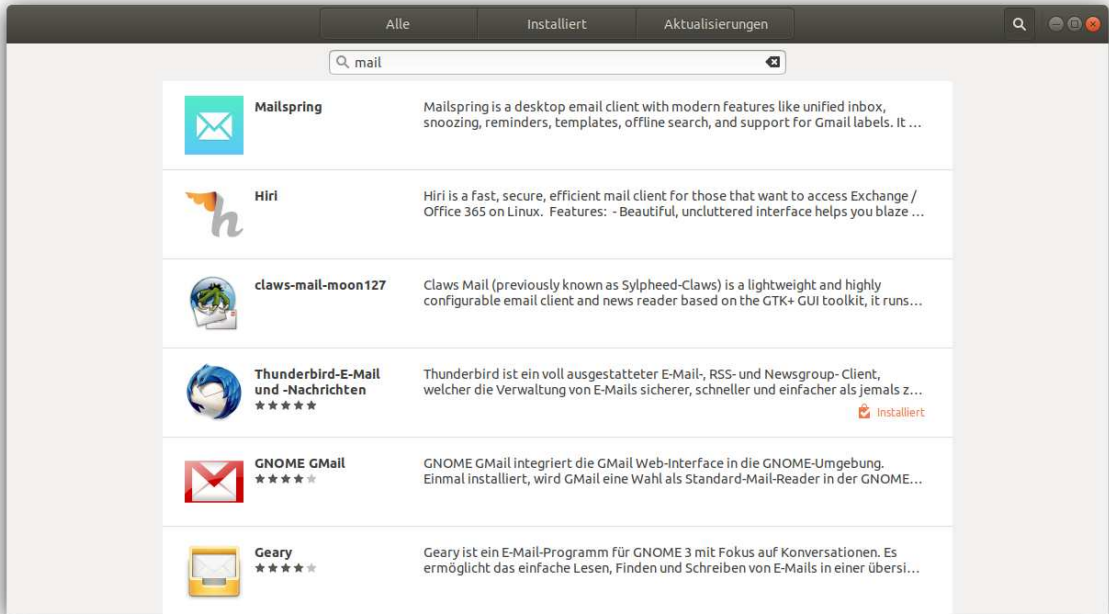 Alle
Installiert
Aktualisierungen
mail
Mailspring
Mailspring is a desktop email client with modern features like unified inbox,
snoozing, reminders, templates, offline search, and support for Gmail labels. It ...
Hiri
Hiri is a fast, secure, efficient mail client for those that want to access Exchange /
Office 365 on Linux.  Features:  - Beautiful, uncluttered interface helps you blaze ...
claws-mail-moon127
Claws Mail (previously known as Sylpheed-Claws) is a lightweight and highly
configurable email client and news reader based on the GTK+ GUI toolkit, it runs...
Thunderbird-E-Mail
und -Nachrichten
Thunderbird ist ein voll ausgestatteter E-Mail-, RSS- und Newsgroup- Client,
welcher die Verwaltung von E-Mails sicherer, schneller und einfacher als jemals z...
Installiert
GNOME GMail
GNOME GMail integriert die GMail Web-Interface in die GNOME-Umgebung.
Einmal installiert, wird GMail eine Wahl als Standard-Mail-Reader in der GNOME...
Geary
Geary ist ein E-Mail-Programm für GNOME 3 mit Fokus auf Konversationen. Es
ermöglicht das einfache Lesen, Finden und Schreiben von E-Mails in einer übersi...